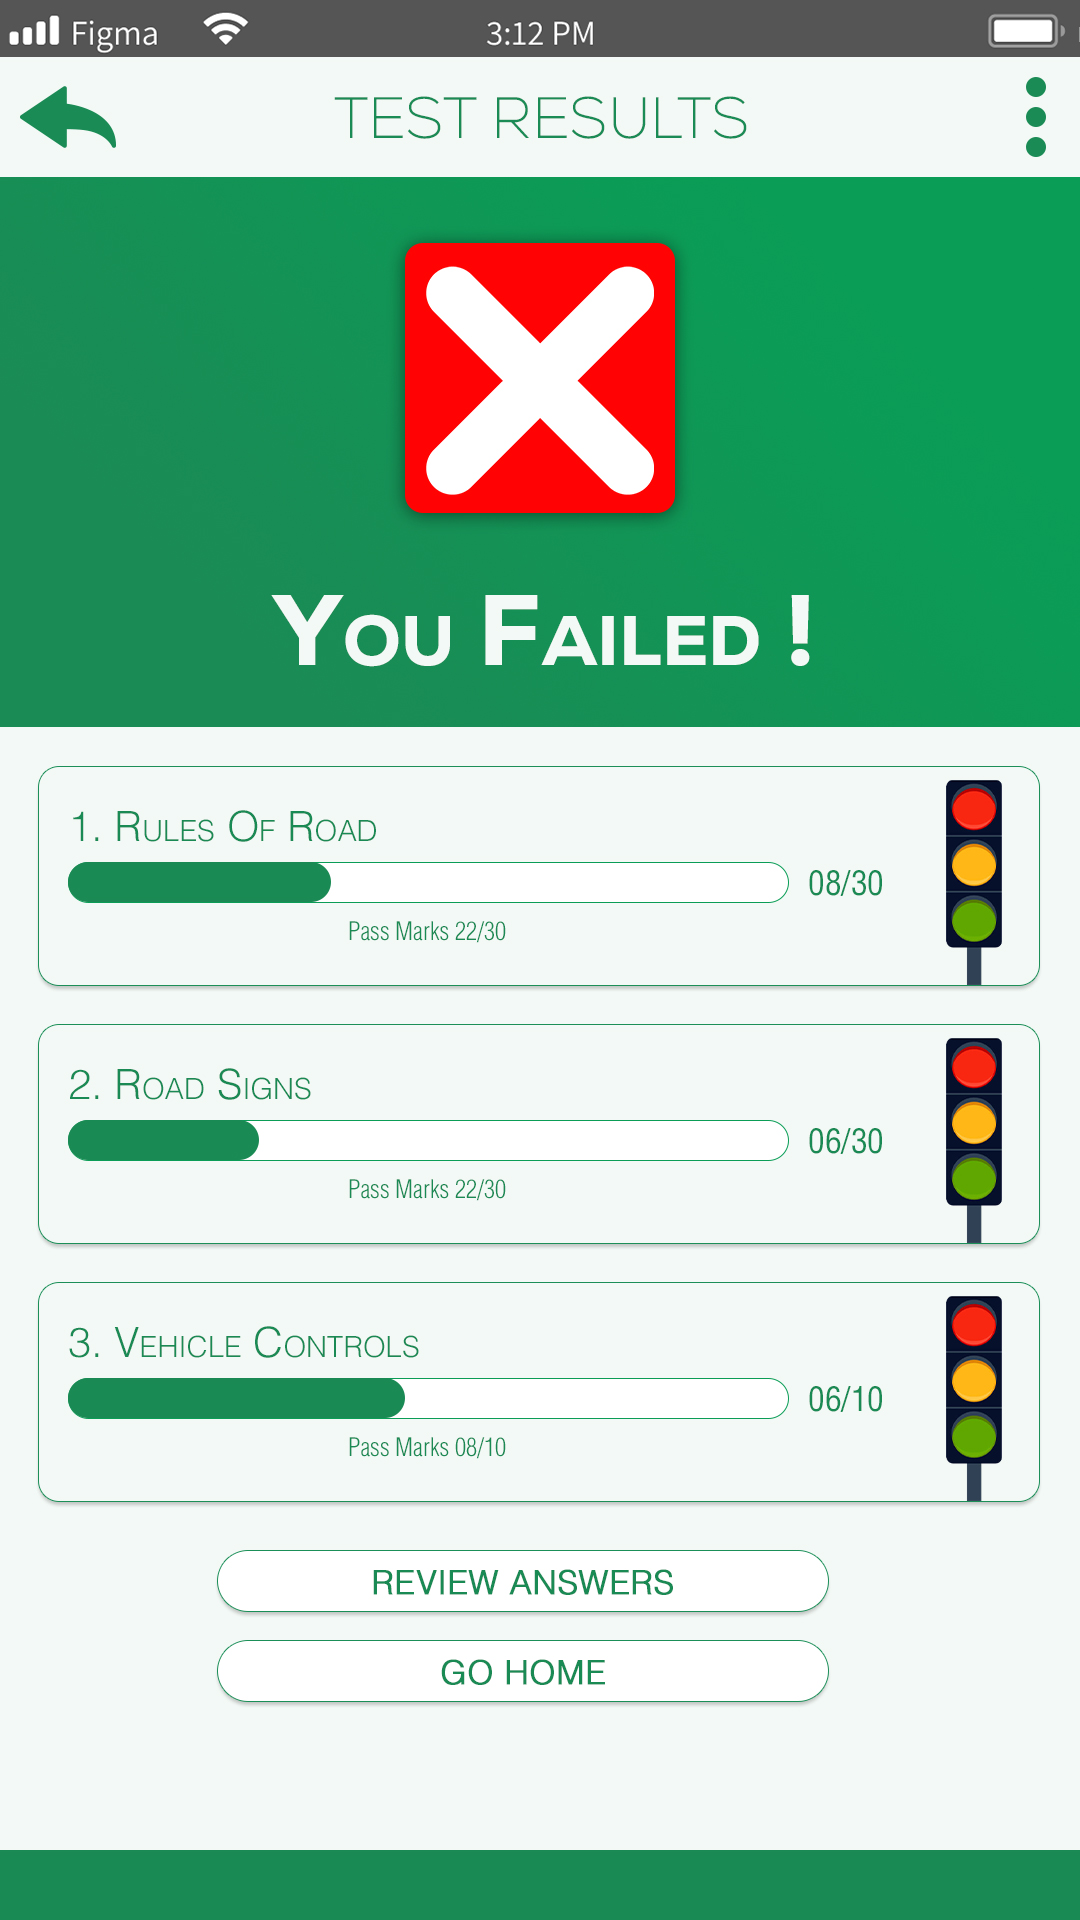 Figma
3:12 PM
TEST RESULTS
You Failed !
1. Rules Of Road
08/30
Pass Marks 22/30
2. Road Signs
06/30
Pass Marks 22/30
3. Vehicle Controls
06/10
Pass Marks 08/10
REVIEW ANSWERS
GO HOME